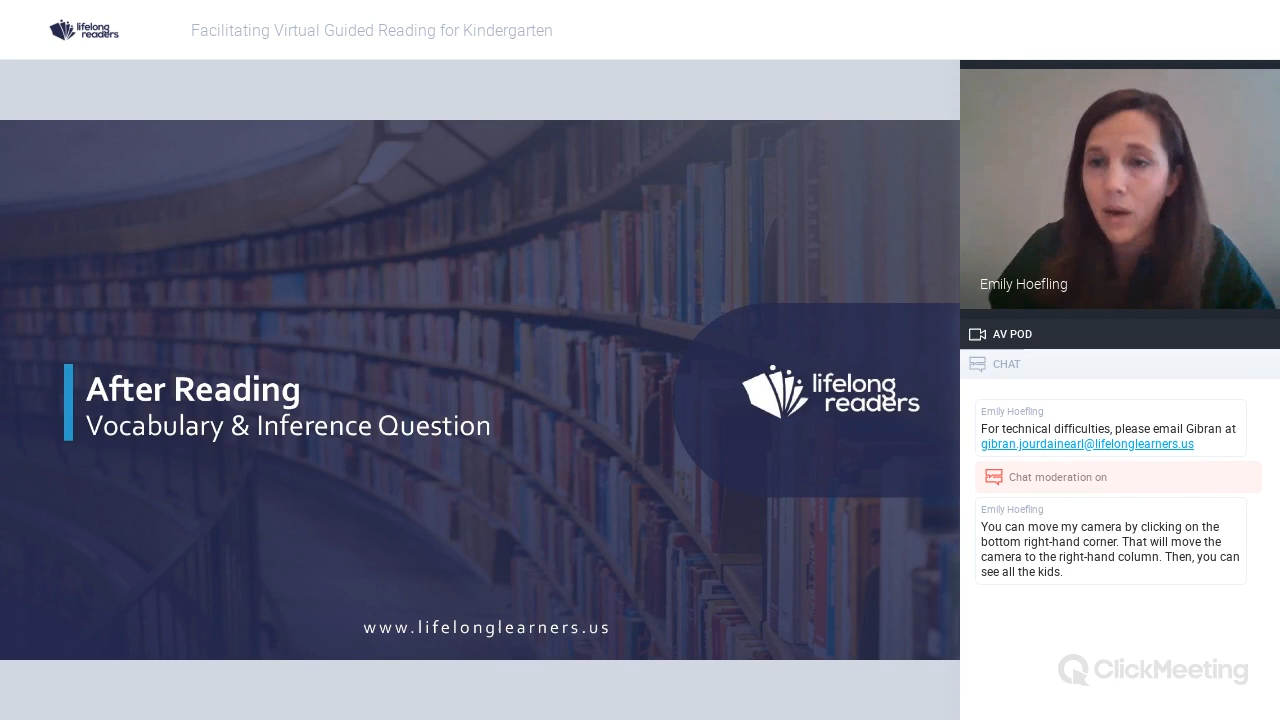 lifelong
readers
Facilitating Virtual Guided Reading for Kindergarten
After Reading
Vocabulary & Inference Question
lifelong
readers
www.lifelonglearners.us
Emily Hoefling
AV POD
CHAT
Emily Hoefling
For technical difficulties, please email Gibran at
gibran.jourdainearl@lifelonglearners.us
Chat moderation on
Emily Hoefling
You can move my camera by clicking on the
bottom right-hand corner. That will move the
camera to the right-hand column. Then, you can
see all the kids.
ClickMeeting